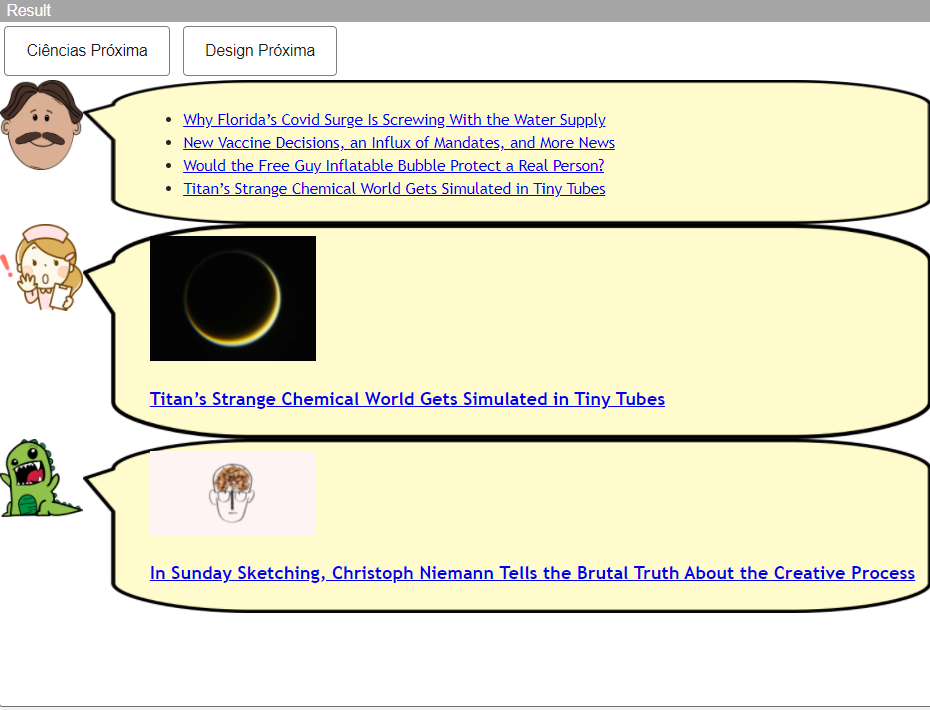 Result
Ciências Próxima
Design Próxima
Why Florida’s Covid Surge Is Screwing With the Water Supply
New Vaccine Decisions, an Influx of Mandates, and More News
Would the Free Guy Inflatable Bubble Protect a Real Person?
Titan’s Strange Chemical World Gets Simulated in Tiny Tubes
Titan’s Strange Chemical World Gets Simulated in Tiny Tubes
In Sunday Sketching, Christoph Niemann Tells the Brutal Truth About the Creative Process